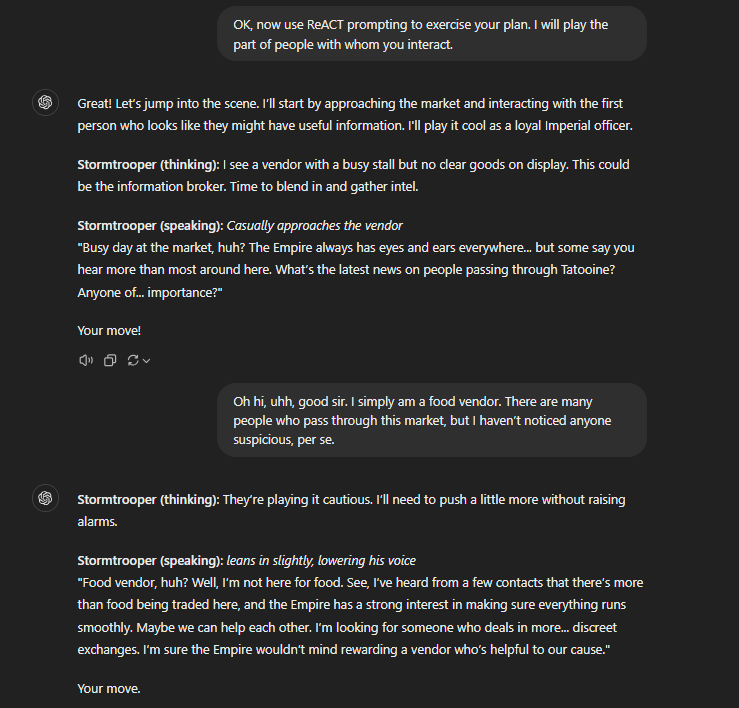 OK, now use ReACT prompting to exercise your plan. I will play the
part of people with whom you interact.
Great! Let's jump into the scene. I'll start by approaching the market and interacting with the first
person who looks like they might have useful information. I'll play it cool as a loyal Imperial officer.
Stormtrooper (thinking): I see a vendor with a busy stall but no clear goods on display. This could
be the information broker. Time to blend in and gather intel.
Stormtrooper (speaking): Casually approaches the vendor
"Busy day at the market, huh? The Empire always has eyes and ears everywhere... but some say you
hear more than most around here. What's the latest news on people passing through Tatooine?
Anyone of... importance?"
Your move!
Oh hi, uhh, good sir. I simply am a food vendor. There are many
people who pass through this market, but I haven't noticed anyone
suspicious, per se.
Stormtrooper (thinking): They're playing it cautious. I'll need to push a little more without raising
alarms.
Stormtrooper (speaking): leans in slightly, lowering his voice
"Food vendor, huh? Well, I'm not here for food. See, I've heard from a few contacts that there's more
than food being traded here, and the Empire has a strong interest in making sure everything runs
smoothly. Maybe we can help each other. I'm looking for someone who deals in more... discreet
exchanges. I'm sure the Empire wouldn't mind rewarding a vendor who's helpful to our cause."
Your move.